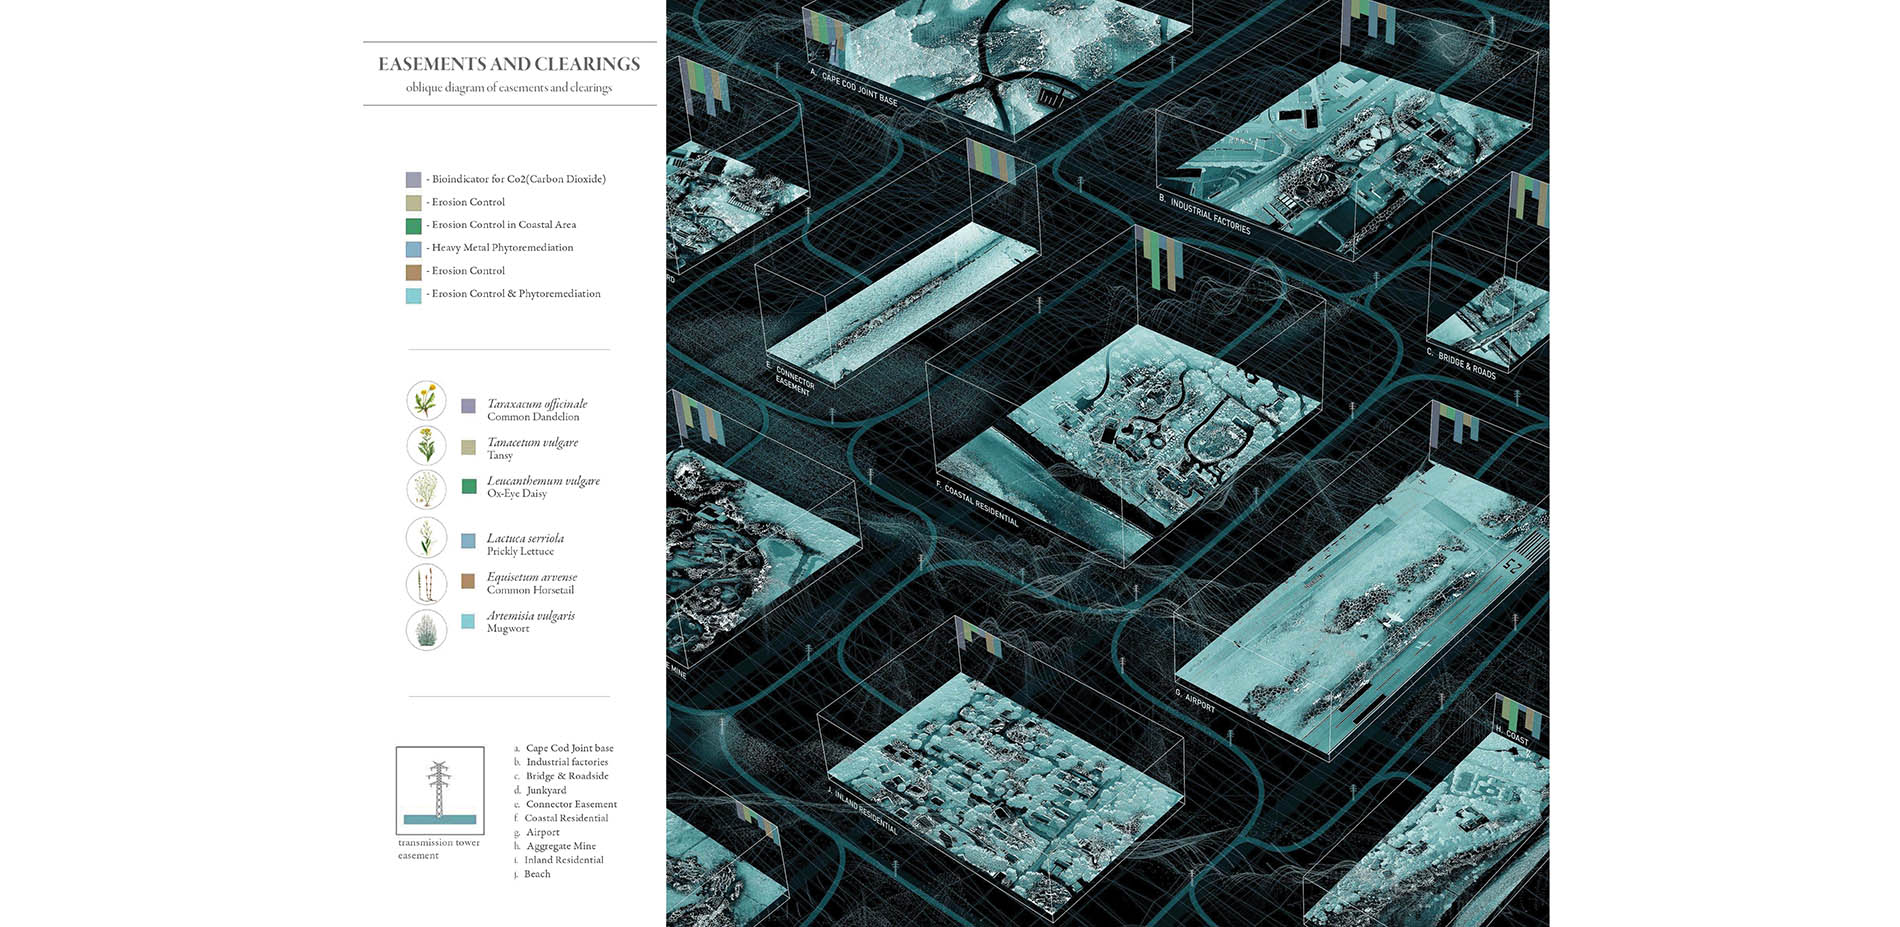 EASEMENTS AND CLEARINGS
oblique diagram of easements and clearings
- Bioindicator for Co2(Carbon Dioxide)
- Erosion Control
- Erosion Control in Coastal Area
- Heavy Metal Phytoremediation
- Erosion Control
- Erosion Control & Phytoremediation
Taraxacum officinale
Common Dandelion
Tanacetum vulgare
Tansy
Leucanthemum vulgare
Ox-Eye Daisy
Lactuca serriola
Prickly Lettuce
Equisetum arvense
Common Horsetail
Artemisia vulgaris
Mugwort
transmission tower
easement
a. Cape Cod Joint base
b. Industrial factories
c. Bridge & Roadside
d. Junkyard
e. Connector Easement
f. Coastal Residential
g. Airport
h. Aggregate Mine
i. Inland Residential
j. Beach
A. CAPE COD JOINT BASE
B. INDUSTRIAL FACTORIES
RD
E. CONNECTOR
EASEMENT
C. BRIDGE & ROADS
F. COASTAL RESIDENTIAL
25
E MINE
G. AIRPORT
H. COAST
J. INLAND RESIDENTIAL